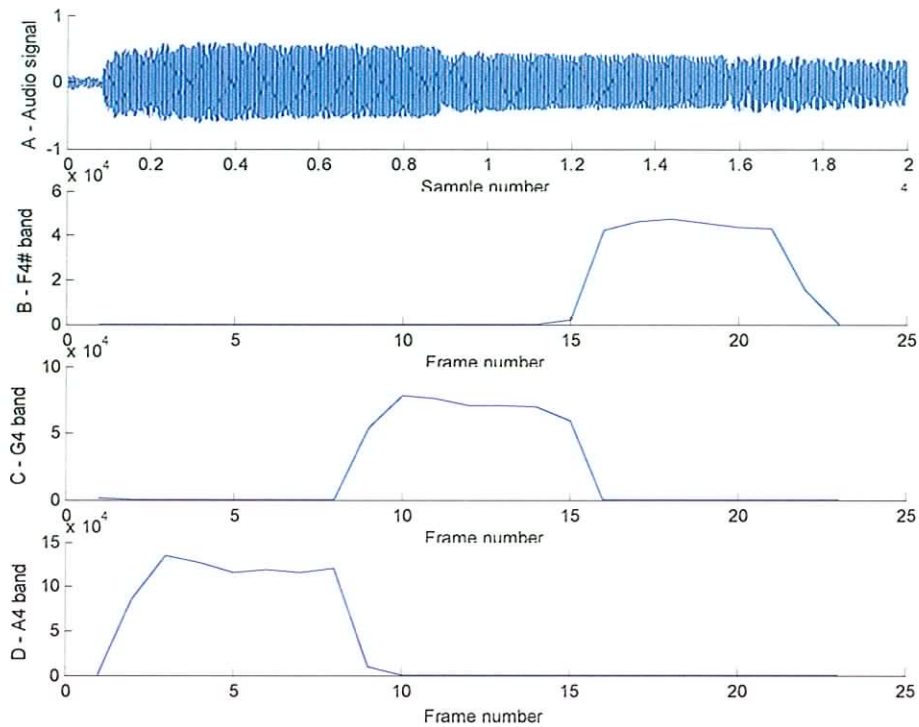 1
0
-1
A - Audio signal
0 0.2 0.4 0.6 0.8 1 1.2 1.4 1.6 1.8 2
x 10^4
Sample number
4
6
4
2
0
B - F4# band
0 5 10 15 20 25
x 10^4
Frame number
10
5
0
C - G4 band
0 5 10 15 20 25
x 10^4
Frame number
15
10
5
0
D - A4 band
0 5 10 15 20 25
Frame number